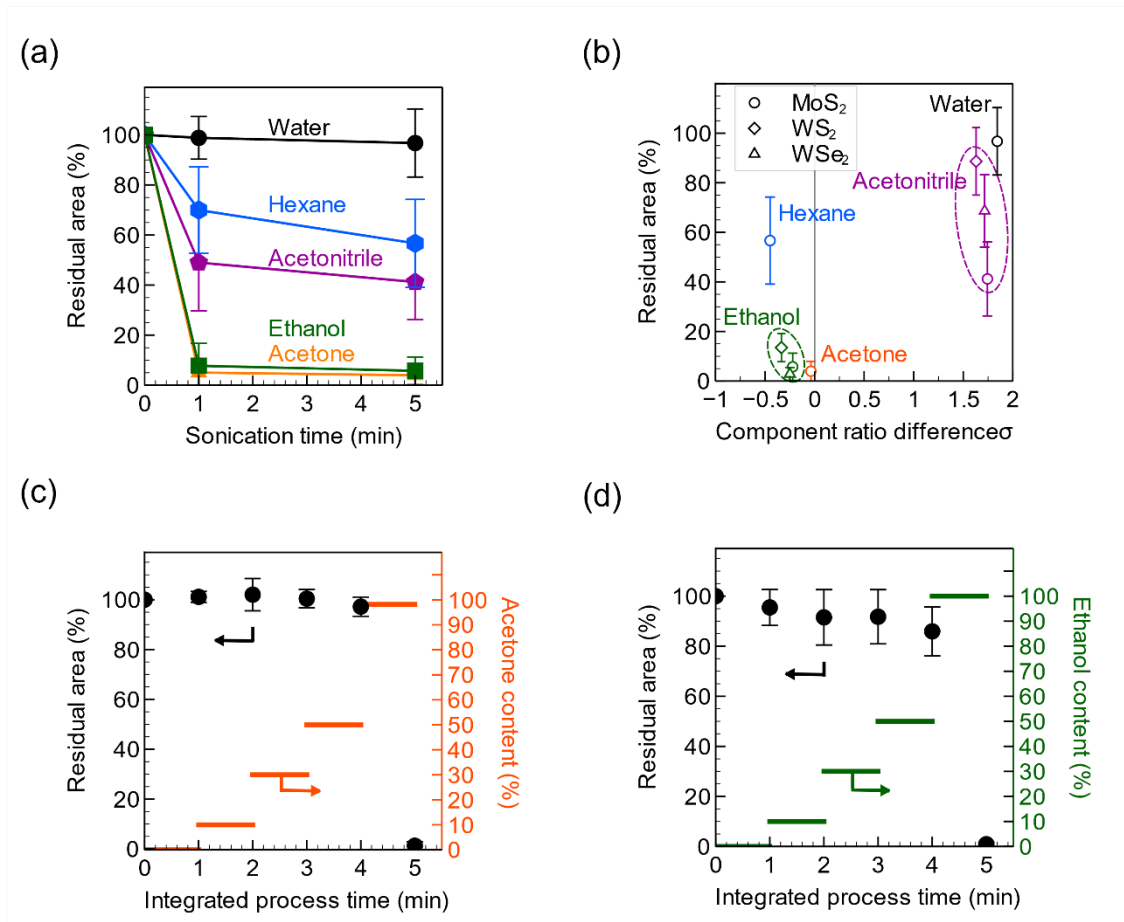 (a)
Residual area (%)
100
80
60
40
20
0
Water
Hexane
Acetonitrile
Ethanol
Acetone
0 1 2 3 4 5
Sonication time (min)
(b)
Residual area (%)
100
80
60
40
20
0
MoS₂
WS₂
WSe₂
Water
Acetonitrile
Hexane
Ethanol
Acetone
−1 −0.5 0 0.5 1 1.5 2
Component ratio differenceσ
(c)
Residual area (%)
100
80
60
40
20
0
100
90
80
70
60
50
40
30
20
10
0
Acetone content (%)
0 1 2 3 4 5
Integrated process time (min)
(d)
Residual area (%)
100
80
60
40
20
0
100
90
80
70
60
50
40
30
20
10
0
Ethanol content (%)
0 1 2 3 4 5
Integrated process time (min)